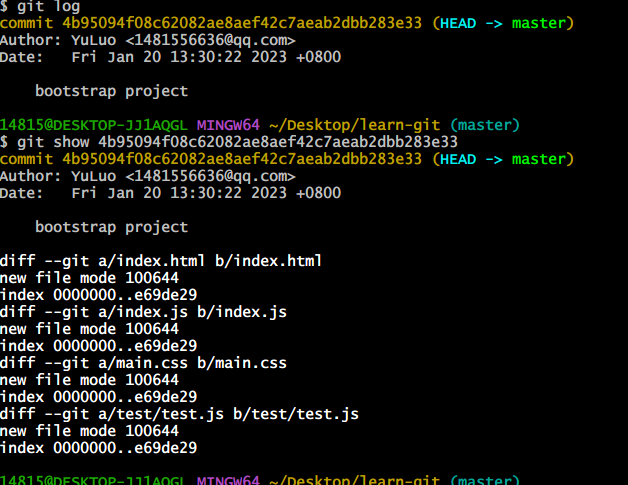 $ git log
commit 4b95094f08c62082ae8aef42c7aeab2dbb283e33 (HEAD -> master)
Author: YuLuo <1481556636@qq.com>
Date:   Fri Jan 20 13:30:22 2023 +0800
    bootstrap project
14815@DESKTOP-JJ1AQGL MINGW64 ~/Desktop/learn-git (master)
$ git show 4b95094f08c62082ae8aef42c7aeab2dbb283e33
commit 4b95094f08c62082ae8aef42c7aeab2dbb283e33 (HEAD -> master)
Author: YuLuo <1481556636@qq.com>
Date:   Fri Jan 20 13:30:22 2023 +0800
    bootstrap project
diff --git a/index.html b/index.html
new file mode 100644
index 0000000..e69de29
diff --git a/index.js b/index.js
new file mode 100644
index 0000000..e69de29
diff --git a/main.css b/main.css
new file mode 100644
index 0000000..e69de29
diff --git a/test/test.js b/test/test.js
new file mode 100644
index 0000000..e69de29
14815@DESKTOP-JJ1AQGL MINGW64 ~/Desktop/learn-git (master)